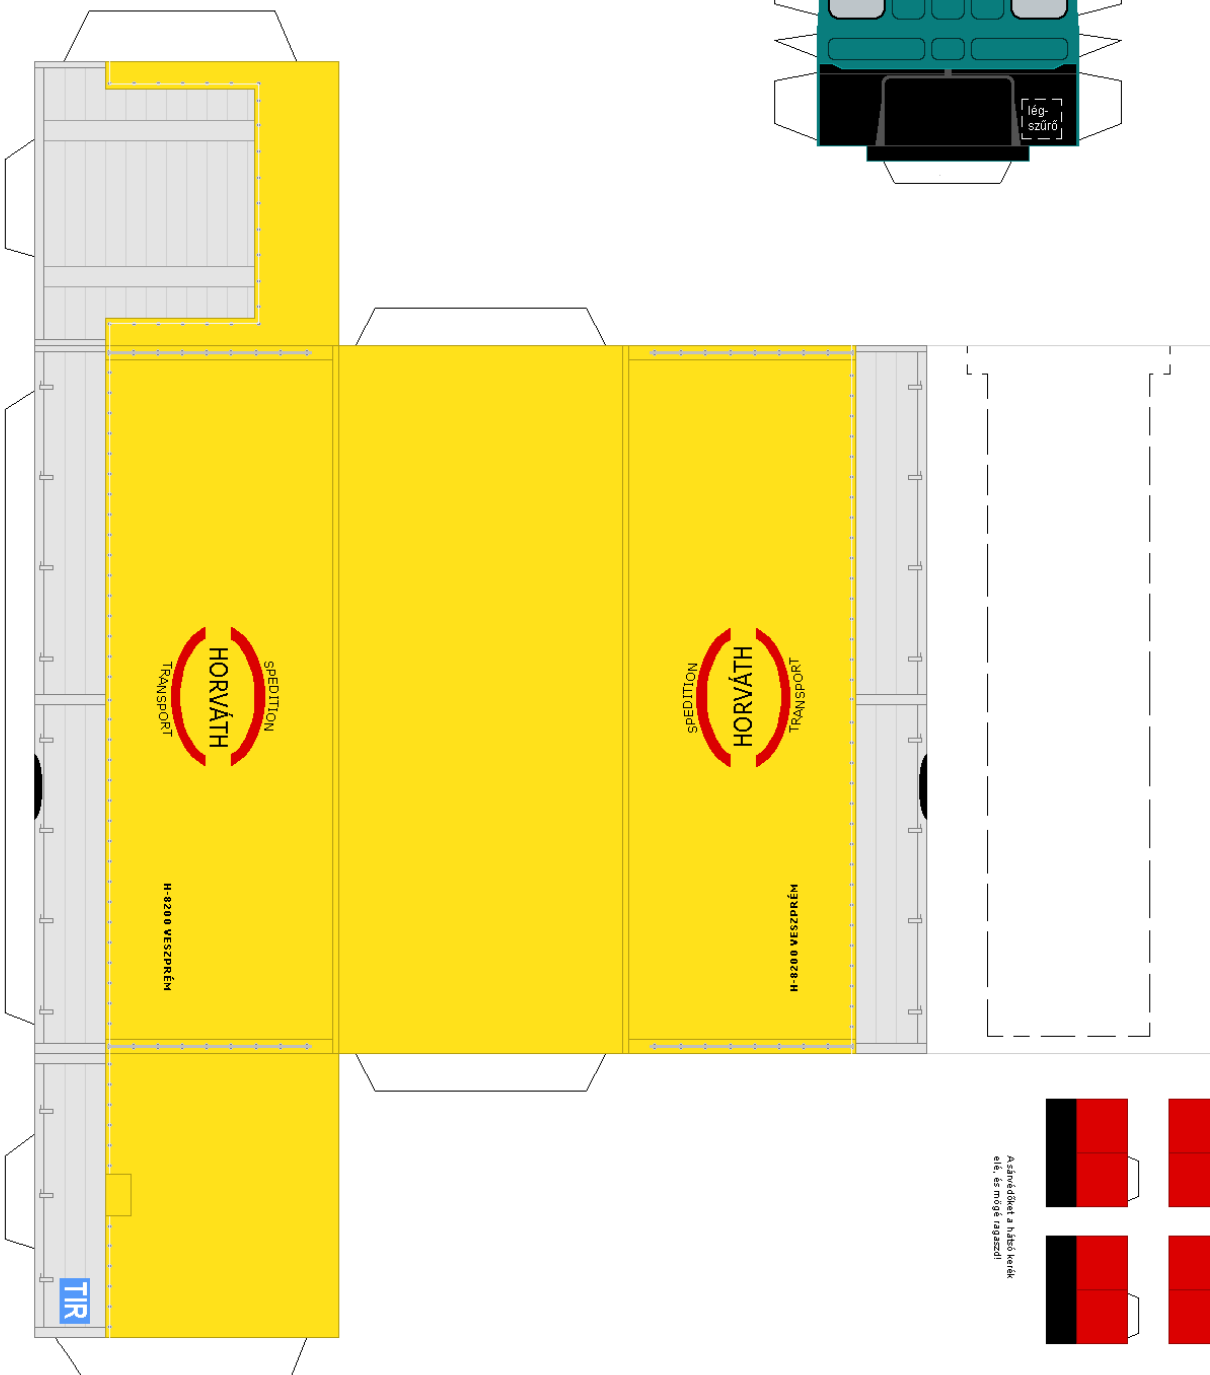 lég-
szűrő
SPEDITION
HORVÁTH
TRANSPORT
SPEDITION
HORVÁTH
TRANSPORT
H-8200 VESZPRÉM
H-8200 VESZPRÉM
A sárvédőket a hátsó kerék
elé, és mögé ragaszd!
TIR